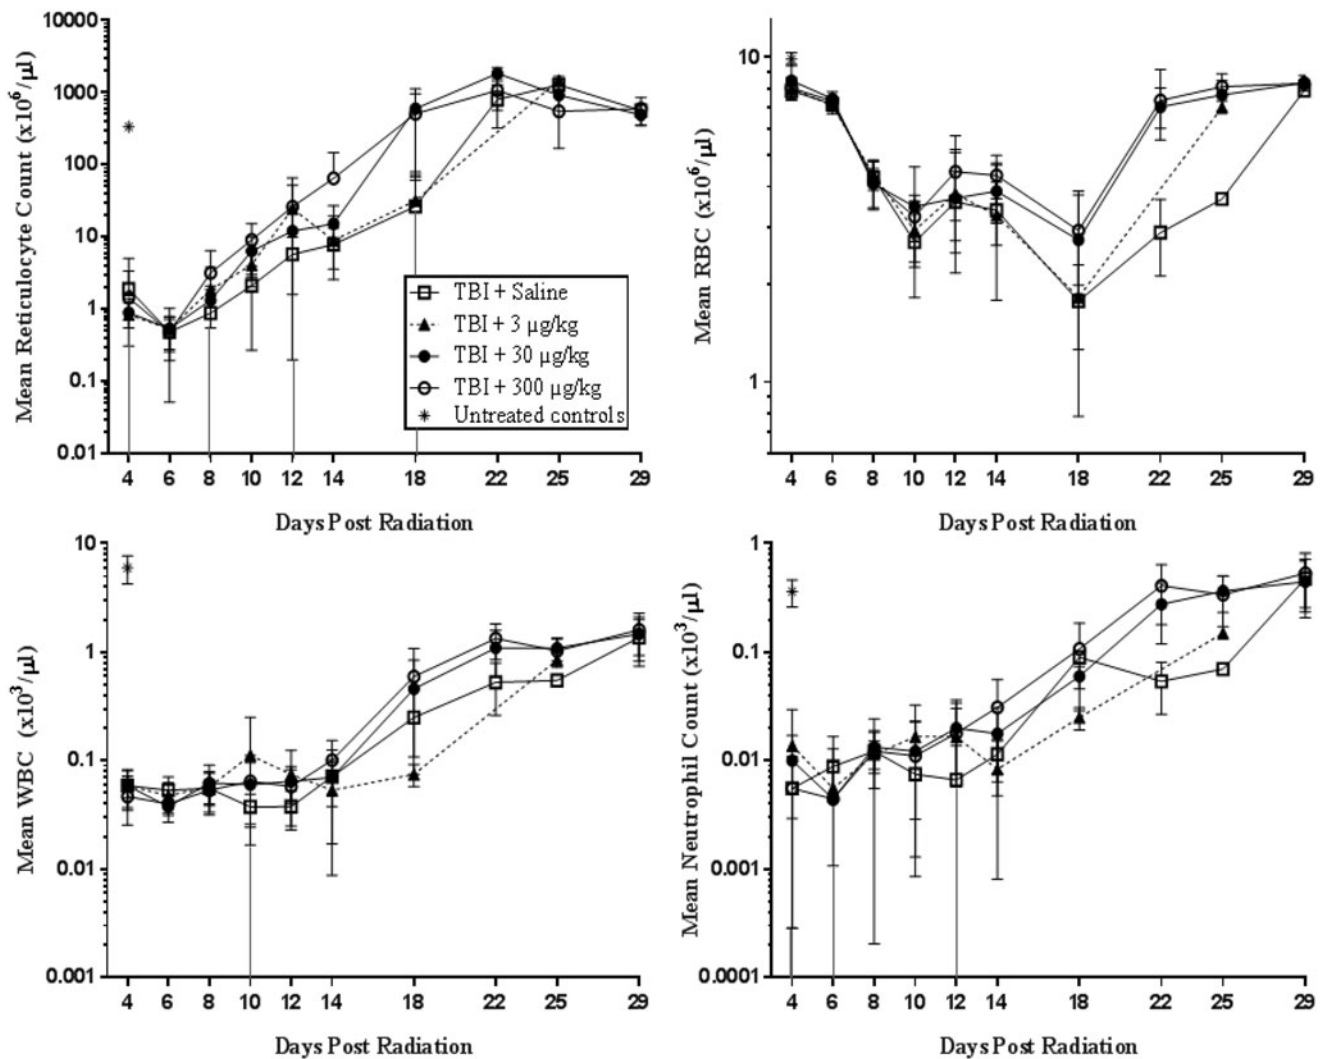 Mean Reticulocyte Count (x10⁶/µl)
10000
1000
100
10
1
0.1
0.01
4 6 8 10 12 14 18 22 25 29
Days Post Radiation
TBI + Saline
TBI + 3 µg/kg
TBI + 30 µg/kg
TBI + 300 µg/kg
Untreated controls
Mean RBC (x10⁶/µl)
10
1
4 6 8 10 12 14 18 22 25 29
Days Post Radiation
Mean WBC (x10³/µl)
10
1
0.1
0.01
0.001
4 6 8 10 12 14 18 22 25 29
Days Post Radiation
Mean Neutrophil Count (x10³/µl)
1
0.1
0.01
0.001
0.0001
4 6 8 10 12 14 18 22 25 29
Days Post Radiation